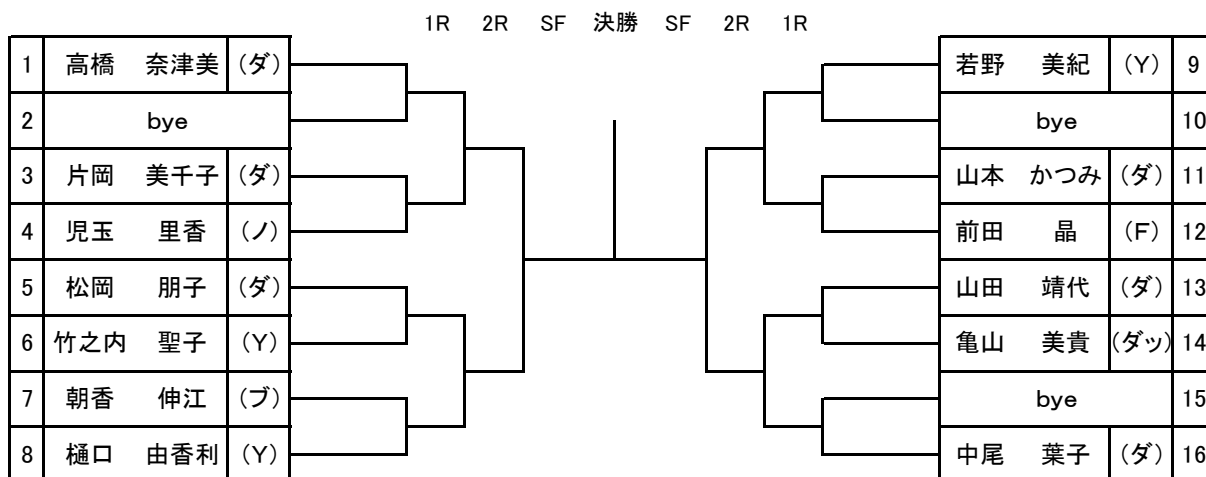 1R 2R SF 決勝 SF 2R 1R
1 高橋 奈津美 (ダ) 若野 美紀 (Y) 9
2 bye bye 10
3 片岡 美千子 (ダ) 山本 かつみ (ダ) 11
4 児玉 里香 (ノ) 前田 晶 (F) 12
5 松岡 朋子 (ダ) 山田 靖代 (ダ) 13
6 竹之内 聖子 (Y) 亀山 美貴 (ダッ) 14
7 朝香 伸江 (ブ) bye 15
8 樋口 由香利 (Y) 中尾 葉子 (ダ) 16